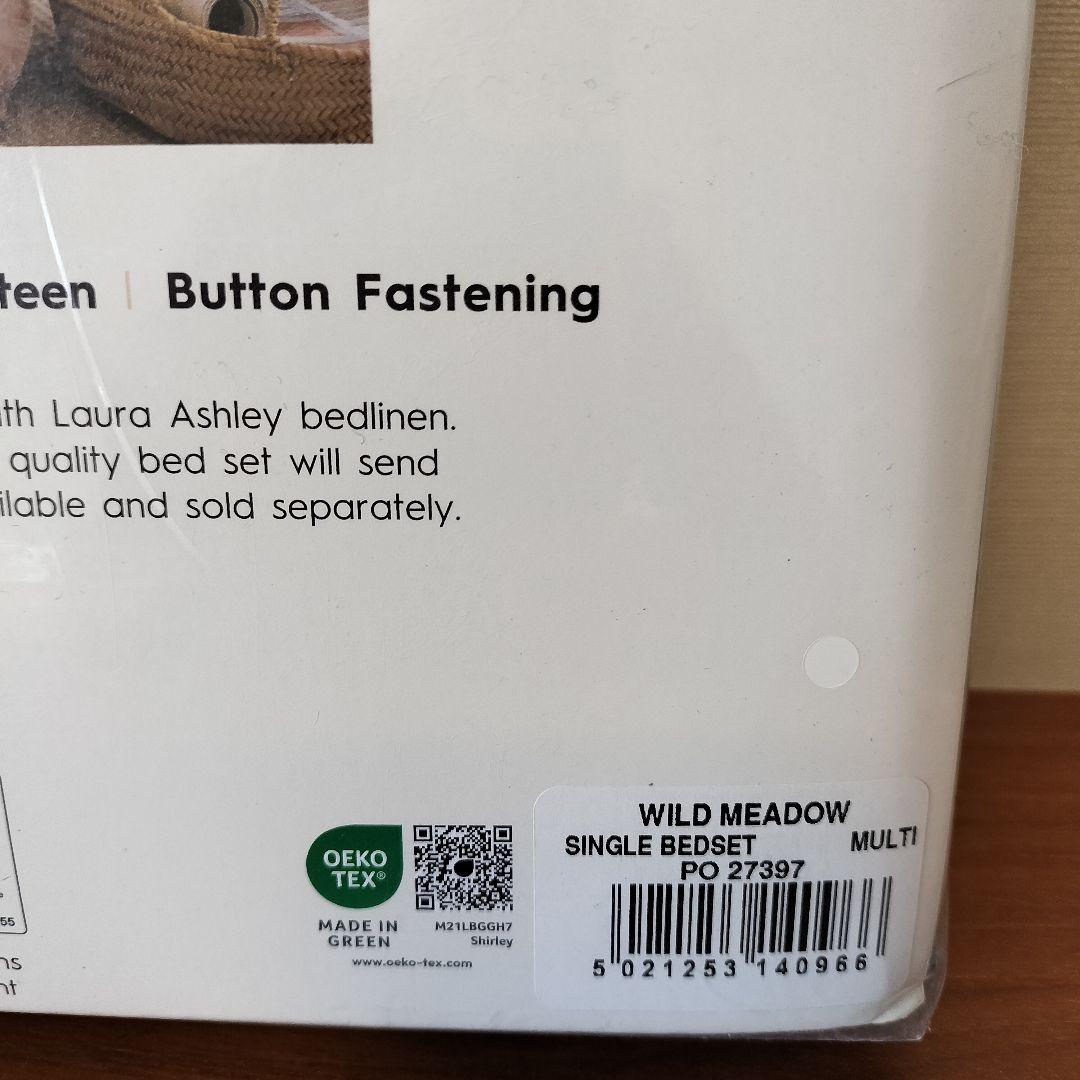 teen | Button Fastening
th Laura Ashley bedlinen.
quality bed set will send
ilable and sold separately.
WILD MEADOW
SINGLE BEDSET MULTI
PO 27397
5 021253 140966
OEKO
TEX®
MADE IN
GREEN
M21LBGGH7
Shirley
www.oeko-tex.com
55
ns
nt